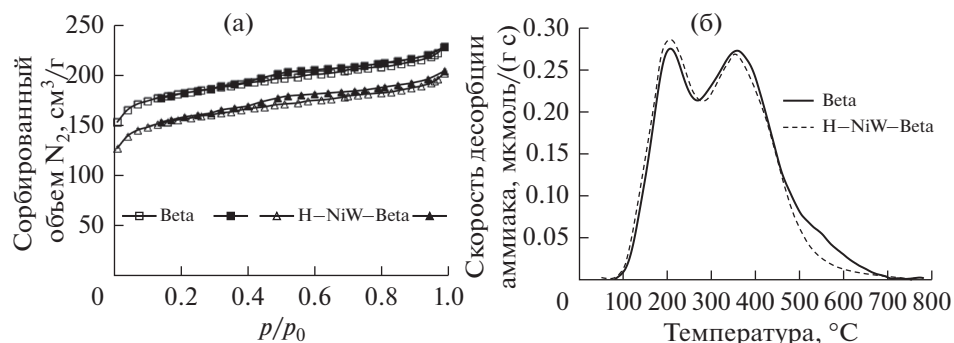 (а)
Сорбированный
объем N₂, см³/г
250
200
150
100
50
0
0.2
0.4
0.6
0.8
1.0
p/p₀
Beta
H–NiW–Beta
(б)
Скорость десорбции
аммиака, мкмоль/(г с)
0.30
0.25
0.20
0.15
0.10
0.05
0
100
200
300
400
500
600
700
800
Температура, °C
Beta
H–NiW–Beta